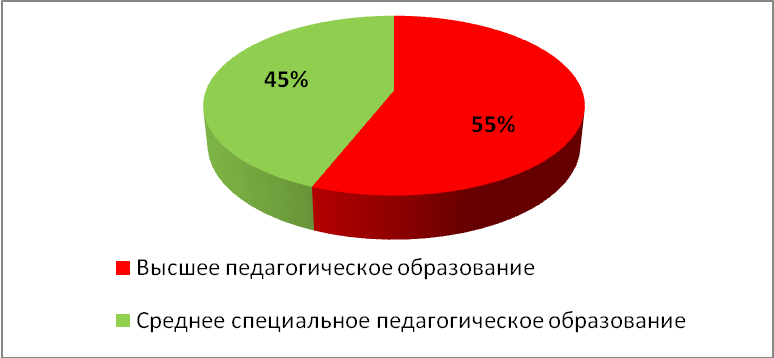 45%
55%
Высшее педагогическое образование
Среднее специальное педагогическое образование